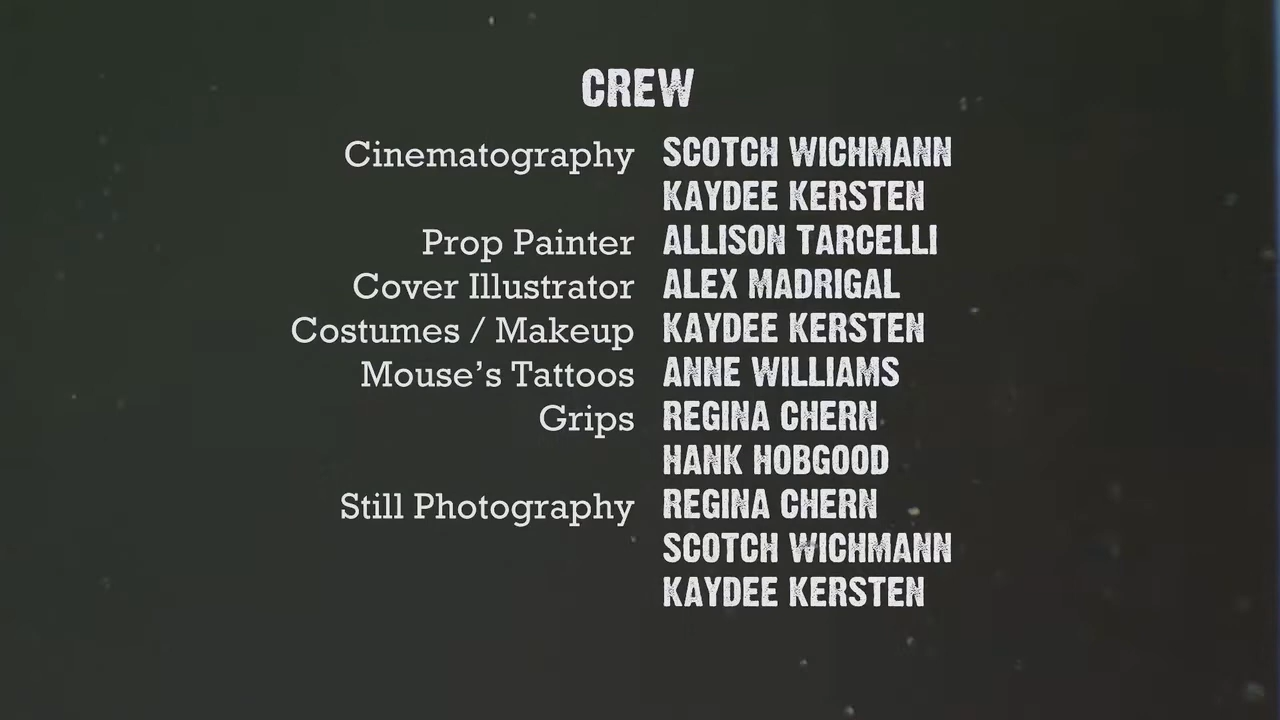 CREW
Cinematography SCOTCH WICHMANN
KAYDEE KERSTEN
Prop Painter ALLISON TARCELLI
Cover Illustrator ALEX MADRIGAL
Costumes / Makeup KAYDEE KERSTEN
Mouse’s Tattoos ANNE WILLIAMS
Grips REGINA CHERN
HANK HOBGOOD
Still Photography REGINA CHERN
SCOTCH WICHMANN
KAYDEE KERSTEN